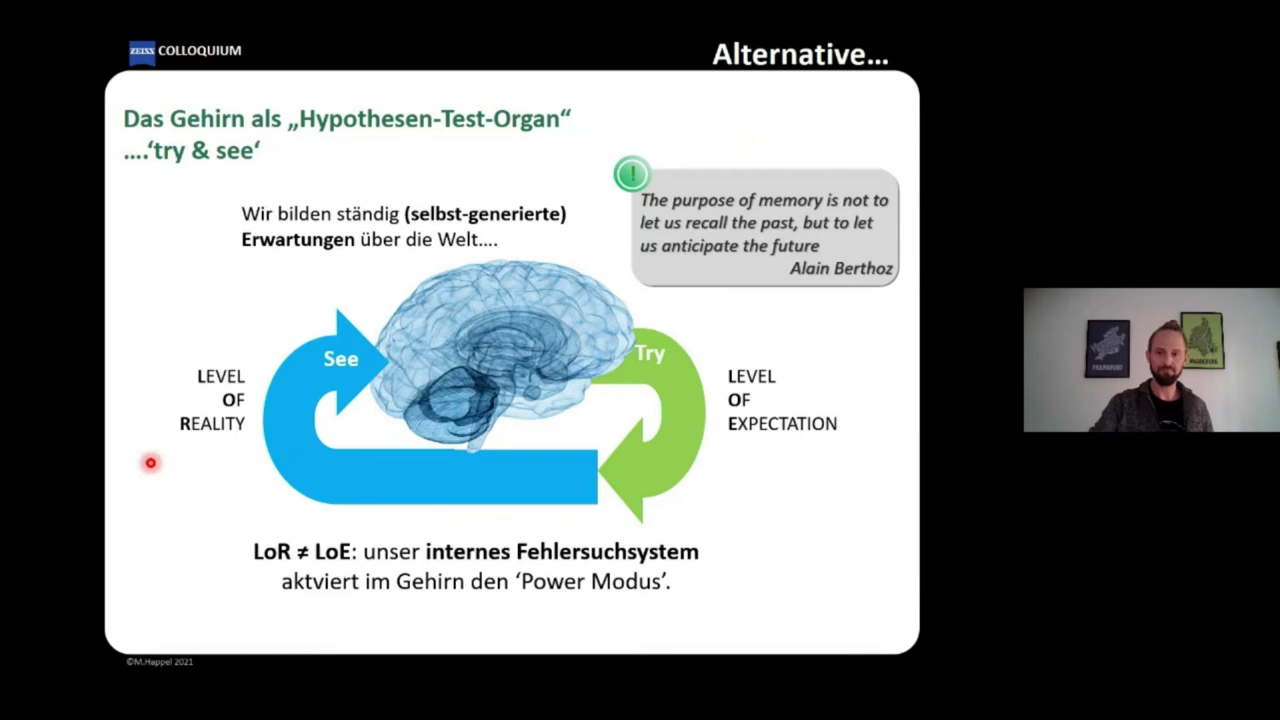 ZEISS COLLOQUIUM
Alternative...
Das Gehirn als „Hypothesen-Test-Organ“
....‘try & see‘
Wir bilden ständig (selbst-generierte)
Erwartungen über die Welt....
!
The purpose of memory is not to
let us recall the past, but to let
us anticipate the future
Alain Berthoz
See
Try
LEVEL
OF
REALITY
LEVEL
OF
EXPECTATION
LoR ≠ LoE: unser internes Fehlersuchsystem
aktviert im Gehirn den ‘Power Modus’.
©M.Happel 2021
FRANKFURT